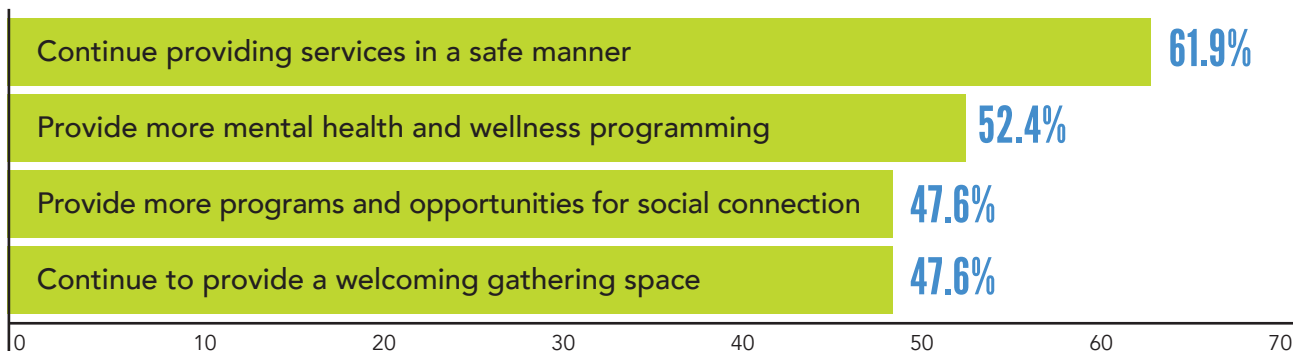 Continue providing services in a safe manner 61.9%
Provide more mental health and wellness programming 52.4%
Provide more programs and opportunities for social connection 47.6%
Continue to provide a welcoming gathering space 47.6%
0 10 20 30 40 50 60 70